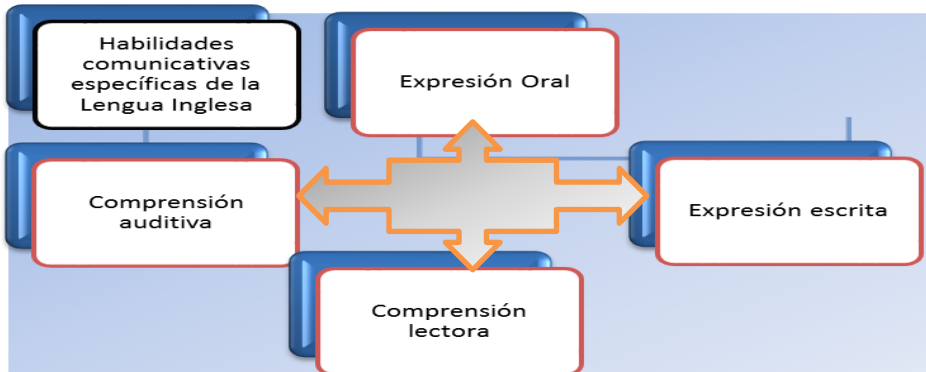 Habilidades
comunicativas
específicas de la
Lengua Inglesa
Expresión Oral
Comprensión
auditiva
Expresión escrita
Comprensión
lectora